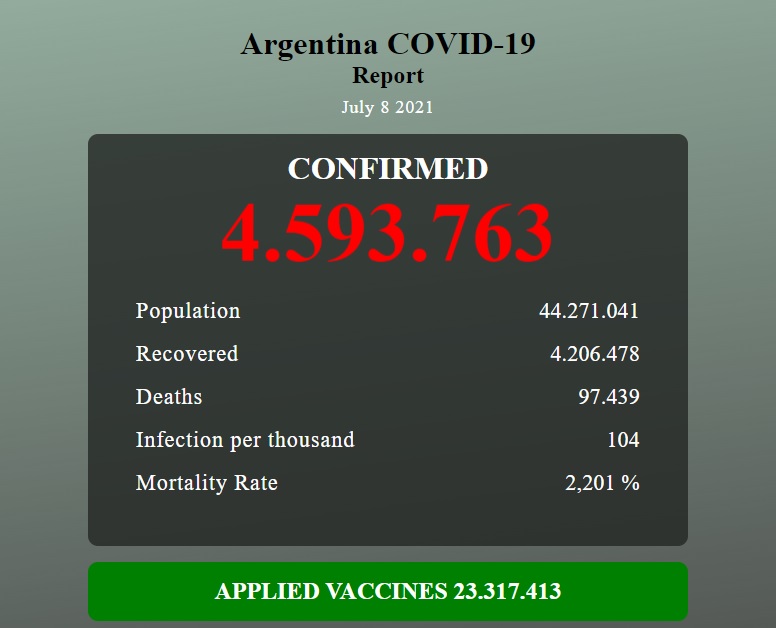 Argentina COVID-19
Report
July 8 2021
CONFIRMED
4.593.763
Population 44.271.041
Recovered 4.206.478
Deaths 97.439
Infection per thousand 104
Mortality Rate 2,201 %
APPLIED VACCINES 23.317.413